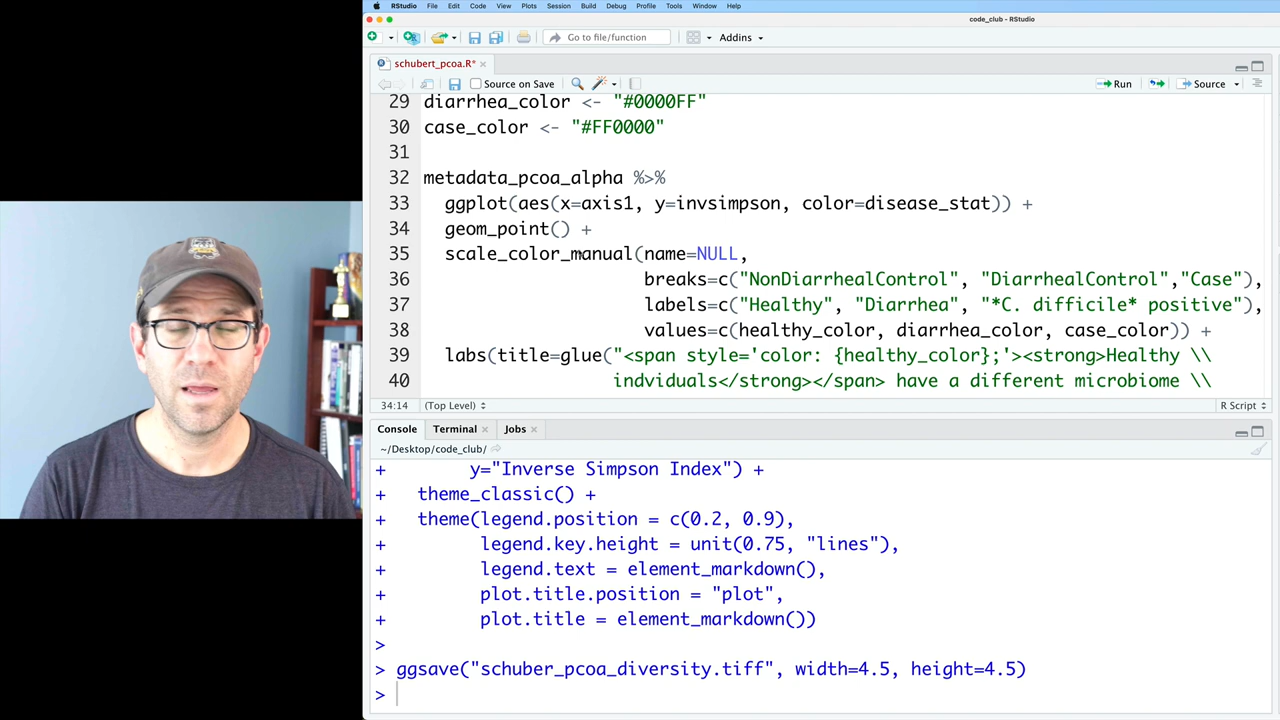 RStudio File Edit Code View Plots Session Build Debug Profile Tools Window Help
code_club - RStudio
Go to file/function Addins
schubert_pcoa.R*
Source on Save Run Source
29 diarrhea_color <- "#0000FF"
30 case_color <- "#FF0000"
31
32 metadata_pcoa_alpha %>%
33 ggplot(aes(x=axis1, y=invsimpson, color=disease_stat)) +
34 geom_point() +
35 scale_color_manual(name=NULL,
36 breaks=c("NonDiarrhealControl", "DiarrhealControl","Case"),
37 labels=c("Healthy", "Diarrhea", "*C. difficile* positive"),
38 values=c(healthy_color, diarrhea_color, case_color)) +
39 labs(title=glue("<span style='color: {healthy_color};'><strong>Healthy \\
40 indviduals</strong></span> have a different microbiome \\
34:14 (Top Level) R Script
Console Terminal Jobs
~/Desktop/code_club/
+ y="Inverse Simpson Index") +
+ theme_classic() +
+ theme(legend.position = c(0.2, 0.9),
+ legend.key.height = unit(0.75, "lines"),
+ legend.text = element_markdown(),
+ plot.title.position = "plot",
+ plot.title = element_markdown())
>
> ggsave("schuber_pcoa_diversity.tiff", width=4.5, height=4.5)
>